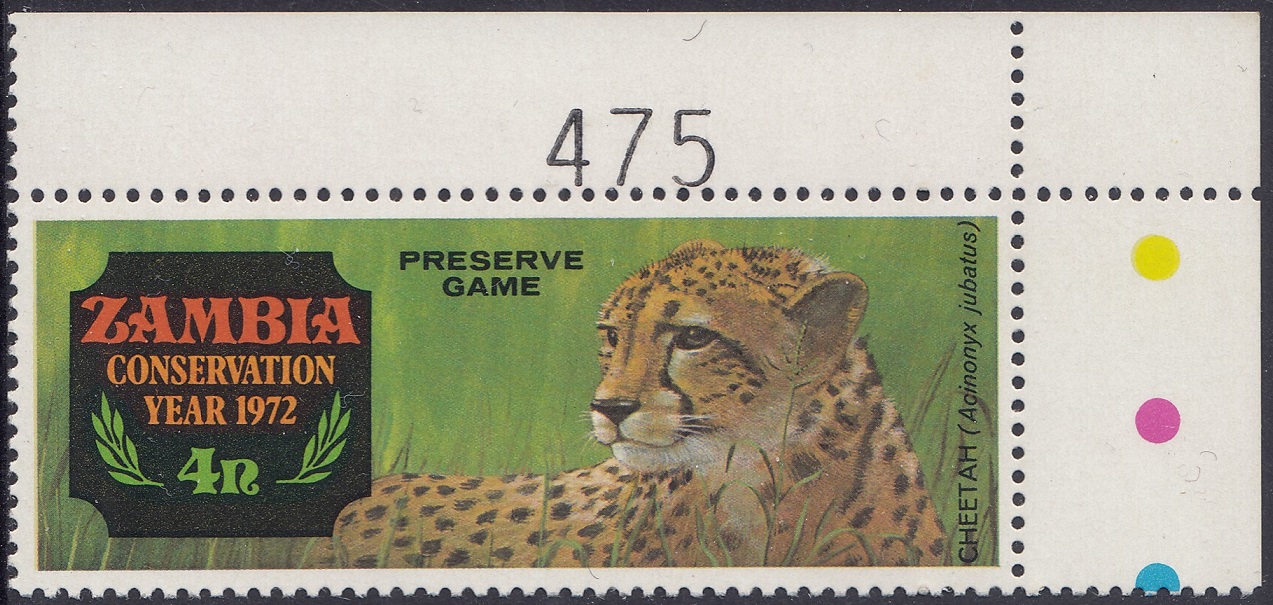 475
PRESERVE
GAME
ZAMBIA
CONSERVATION
YEAR 1972
4n
CHEETAH (Acinonyx jubatus)